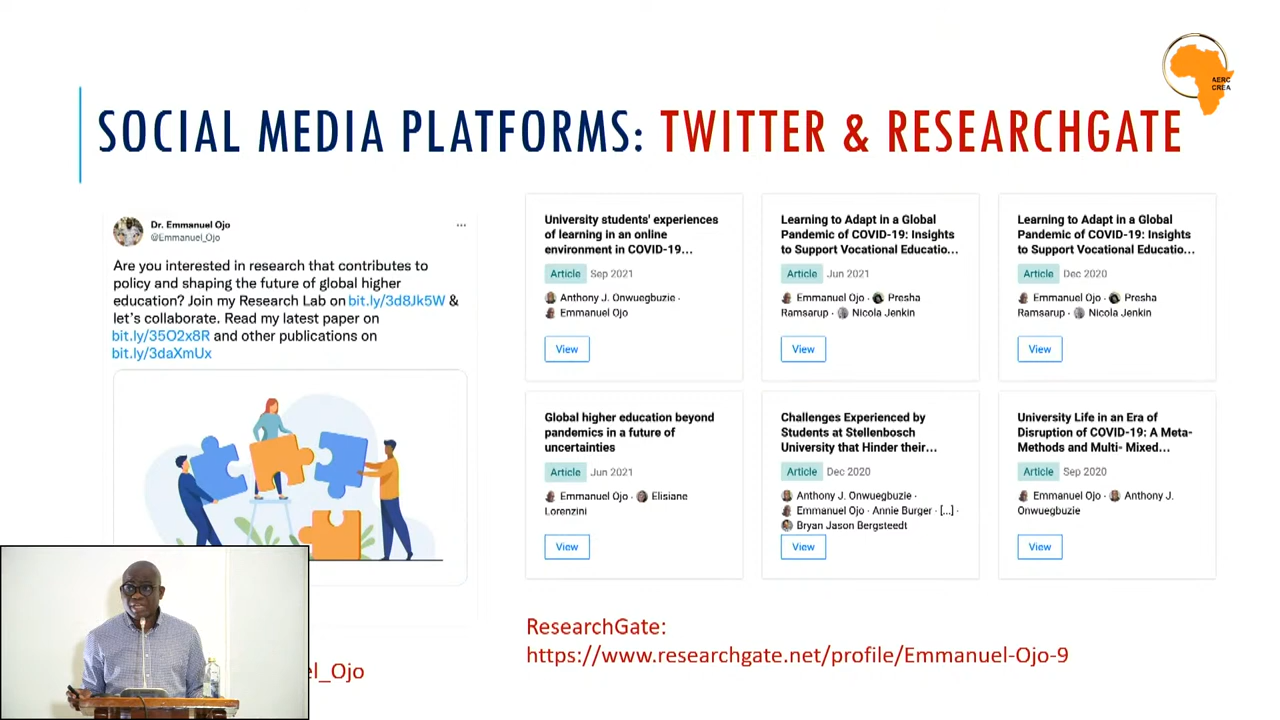 AERC
CREA
SOCIAL MEDIA PLATFORMS: TWITTER & RESEARCHGATE
Dr. Emmanuel Ojo
@Emmanuel_Ojo
Are you interested in research that contributes to
policy and shaping the future of global higher
education? Join my Research Lab on bit.ly/3d8Jk5W &
let's collaborate. Read my latest paper on
bit.ly/35O2x8R and other publications on
bit.ly/3daXmUx
l_Ojo
University students' experiences
of learning in an online
environment in COVID-19...
Article Sep 2021
Anthony J. Onwuegbuzie ·
Emmanuel Ojo
View
Learning to Adapt in a Global
Pandemic of COVID-19: Insights
to Support Vocational Educatio...
Article Jun 2021
Emmanuel Ojo · Presha
Ramsarup · Nicola Jenkin
View
Learning to Adapt in a Global
Pandemic of COVID-19: Insights
to Support Vocational Educatio...
Article Dec 2020
Emmanuel Ojo · Presha
Ramsarup · Nicola Jenkin
View
Global higher education beyond
pandemics in a future of
uncertainties
Article Jun 2021
Emmanuel Ojo · Elisiane
Lorenzini
View
Challenges Experienced by
Students at Stellenbosch
University that Hinder their...
Article Dec 2020
Anthony J. Onwuegbuzie ·
Emmanuel Ojo · Annie Burger · [...] ·
Bryan Jason Bergsteedt
View
University Life in an Era of
Disruption of COVID-19: A Meta-
Methods and Multi- Mixed...
Article Sep 2020
Emmanuel Ojo · Anthony J.
Onwuegbuzie
View
ResearchGate:
https://www.researchgate.net/profile/Emmanuel-Ojo-9